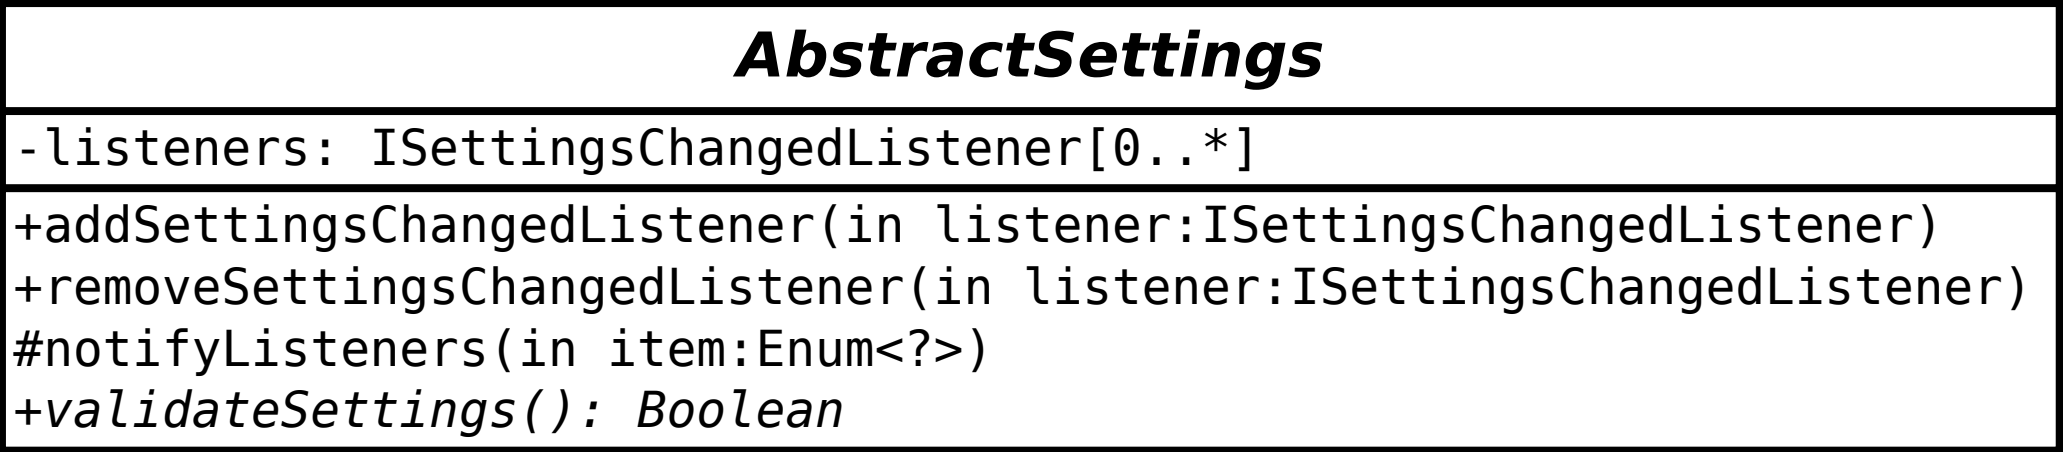 AbstractSettings
-listeners: ISettingsChangedListener[0..*]
+addSettingsChangedListener(in listener:ISettingsChangedListener)
+removeSettingsChangedListener(in listener:ISettingsChangedListener)
#notifyListeners(in item:Enum<?>)
+validateSettings(): Boolean